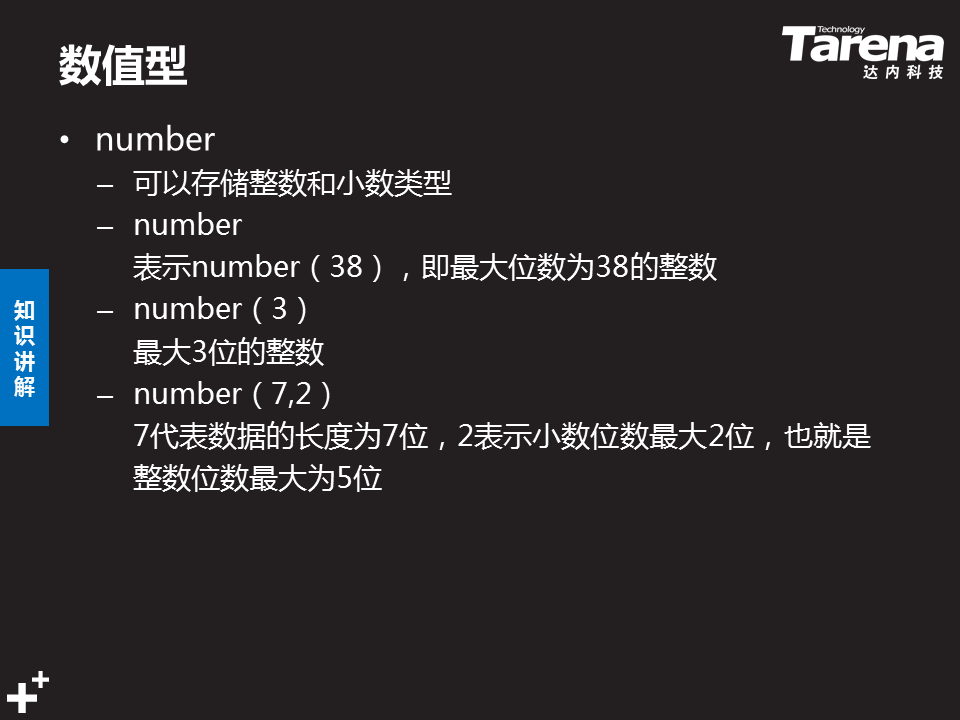 数值型
Technology
Tarena
达内科技
• number
– 可以存储整数和小数类型
– number
表示number（38），即最大位数为38的整数
– number（3）
最大3位的整数
– number（7,2）
7代表数据的长度为7位，2表示小数位数最大2位，也就是
整数位数最大为5位
知
识
讲
解